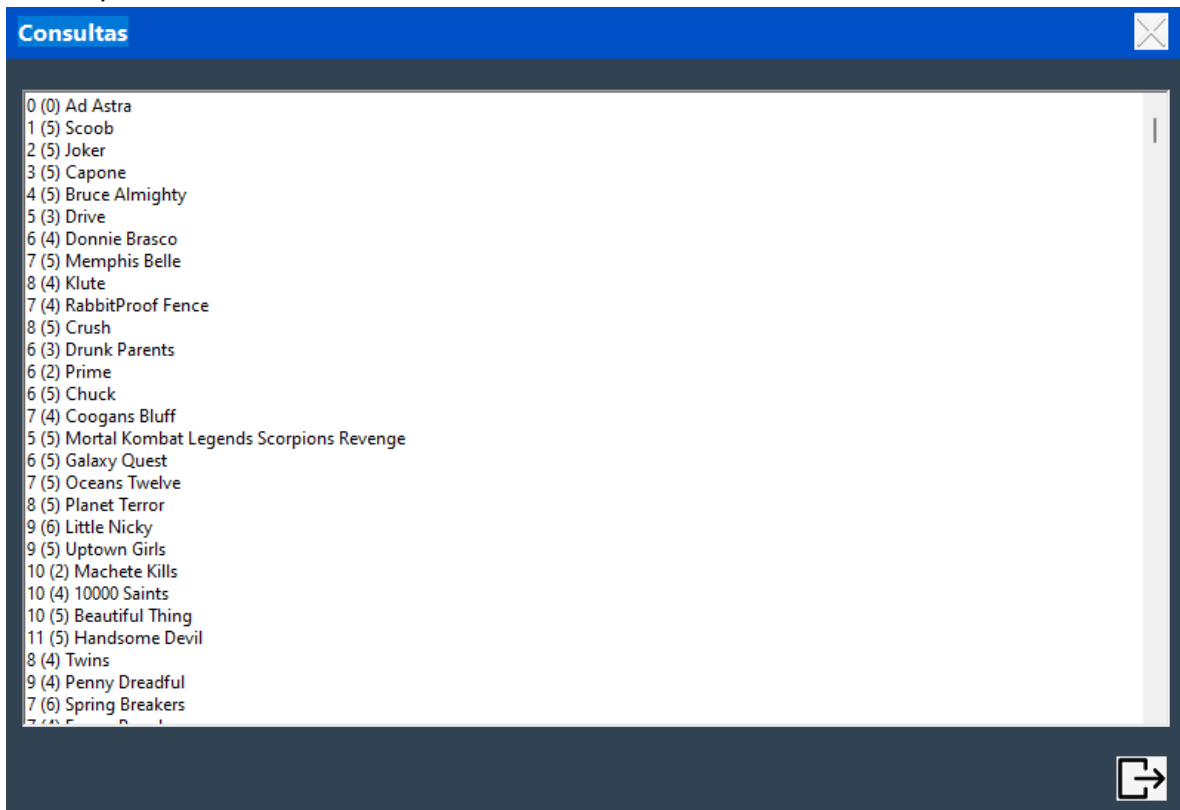 Consultas
0 (0) Ad Astra
1 (5) Scoob
2 (5) Joker
3 (5) Capone
4 (5) Bruce Almighty
5 (3) Drive
6 (4) Donnie Brasco
7 (5) Memphis Belle
8 (4) Klute
7 (4) RabbitProof Fence
8 (5) Crush
6 (3) Drunk Parents
6 (2) Prime
6 (5) Chuck
7 (4) Coogans Bluff
5 (5) Mortal Kombat Legends Scorpions Revenge
6 (5) Galaxy Quest
7 (5) Oceans Twelve
8 (5) Planet Terror
9 (6) Little Nicky
9 (5) Uptown Girls
10 (2) Machete Kills
10 (4) 10000 Saints
10 (5) Beautiful Thing
11 (5) Handsome Devil
8 (4) Twins
9 (4) Penny Dreadful
7 (6) Spring Breakers